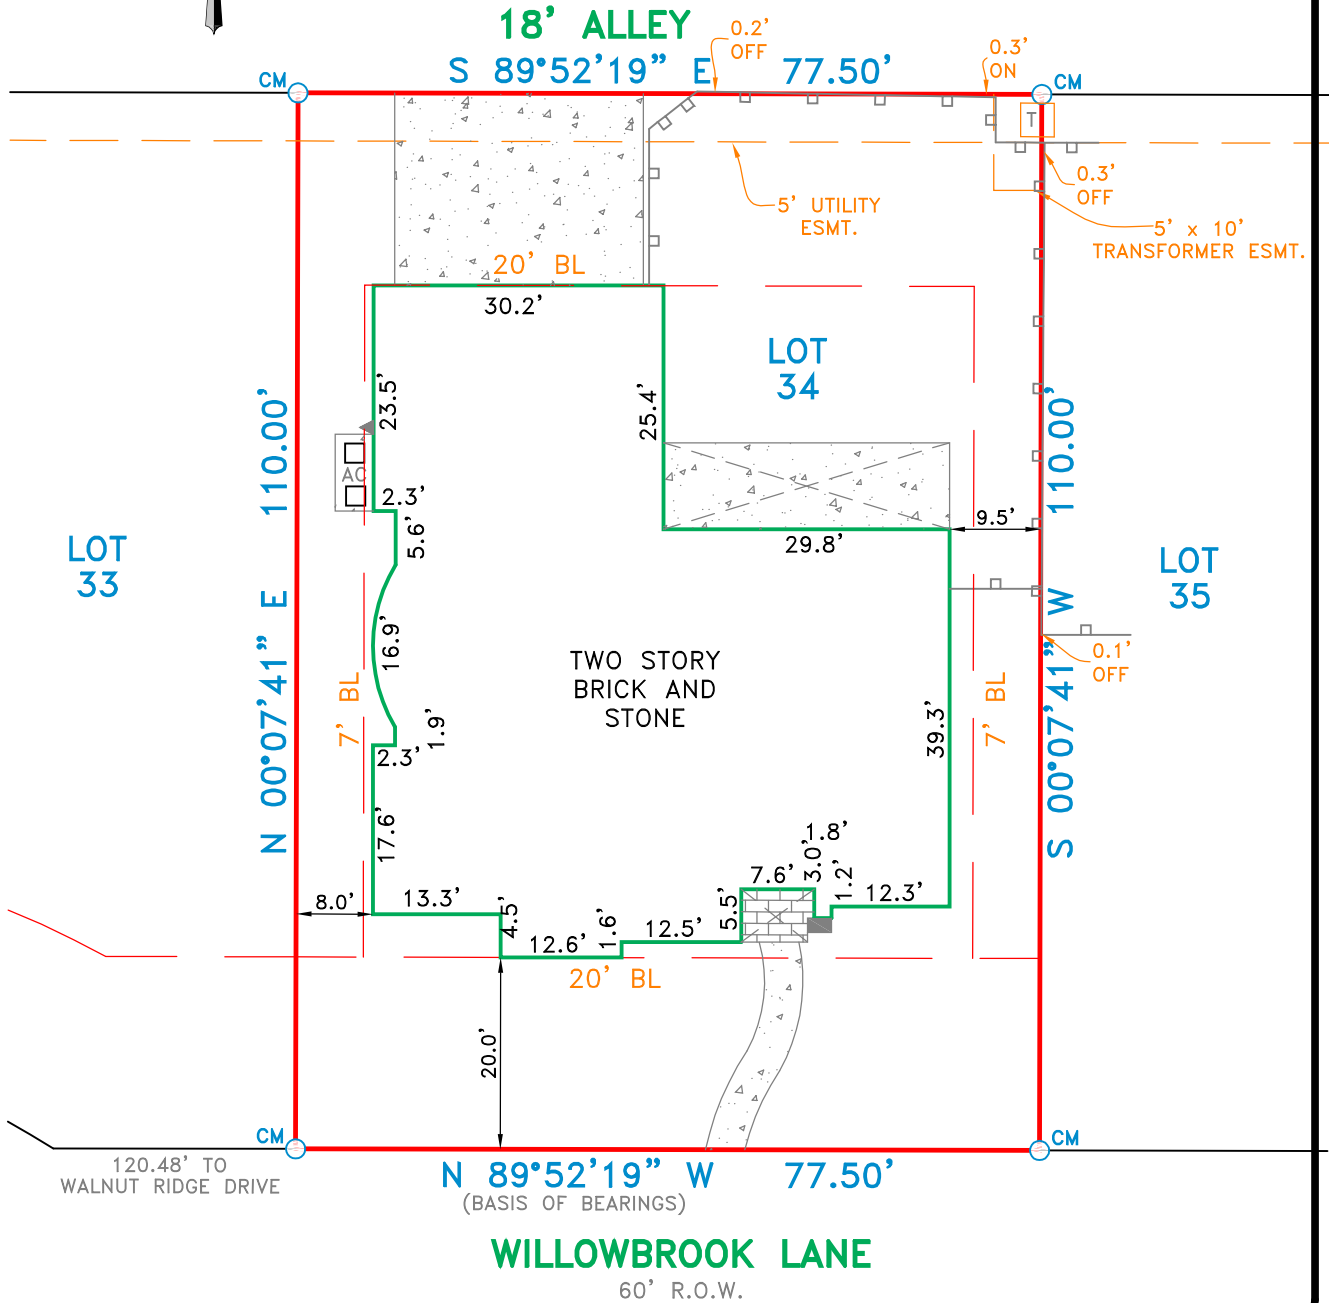 18' ALLEY
S 89°52'19" E 77.50'
0.2'
OFF
0.3'
ON
CM
CM
T
0.3'
OFF
5' UTILITY
ESMT.
5' x 10'
TRANSFORMER ESMT.
20' BL
30.2'
LOT
34
23.5'
25.4'
N 00°07'41" E 110.00'
S 00°07'41" W 110.00'
AC
2.3'
5.6'
9.5'
29.8'
LOT
33
LOT
35
16.9'
TWO STORY
BRICK AND
STONE
0.1'
OFF
7' BL
7' BL
1.9'
2.3'
39.3'
17.6'
1.8'
3.0'
7.6'
1.2'
12.3'
8.0'
13.3'
4.5'
5.5'
12.6'
1.6'
12.5'
20' BL
20.0'
CM
CM
120.48' TO
WALNUT RIDGE DRIVE
N 89°52'19" W 77.50'
(BASIS OF BEARINGS)
WILLOWBROOK LANE
60' R.O.W.